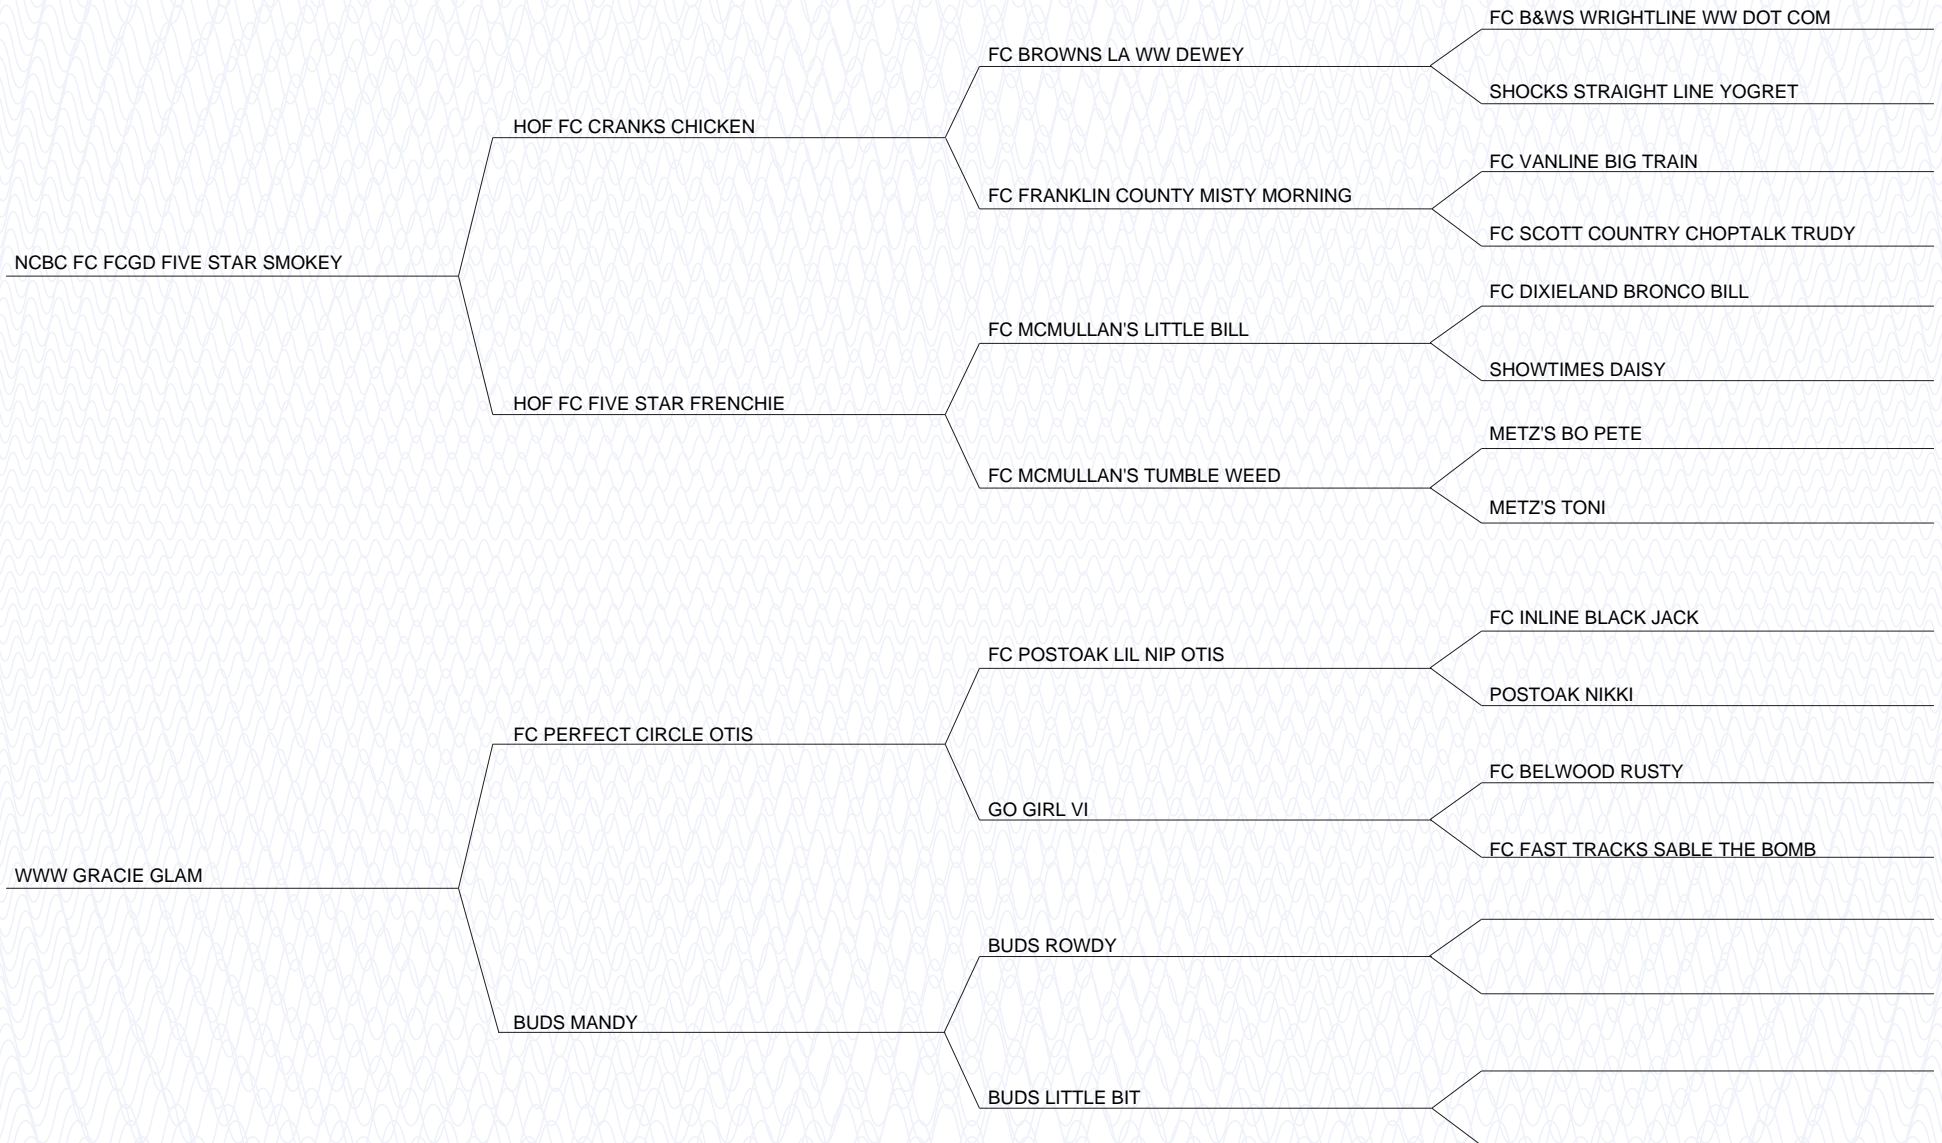 FC B&WS WRIGHTLINE WW DOT COM
FC BROWNS LA WW DEWEY
SHOCKS STRAIGHT LINE YOGRET
HOF FC CRANKS CHICKEN
FC VANLINE BIG TRAIN
FC FRANKLIN COUNTY MISTY MORNING
FC SCOTT COUNTRY CHOPTALK TRUDY
NCBC FC FCGD FIVE STAR SMOKEY
FC DIXIELAND BRONCO BILL
FC MCMULLAN'S LITTLE BILL
SHOWTIMES DAISY
HOF FC FIVE STAR FRENCHIE
METZ'S BO PETE
FC MCMULLAN'S TUMBLE WEED
METZ'S TONI
FC INLINE BLACK JACK
FC POSTOAK LIL NIP OTIS
POSTOAK NIKKI
FC PERFECT CIRCLE OTIS
FC BELWOOD RUSTY
GO GIRL VI
FC FAST TRACKS SABLE THE BOMB
WWW GRACIE GLAM
BUDS ROWDY
BUDS MANDY
BUDS LITTLE BIT